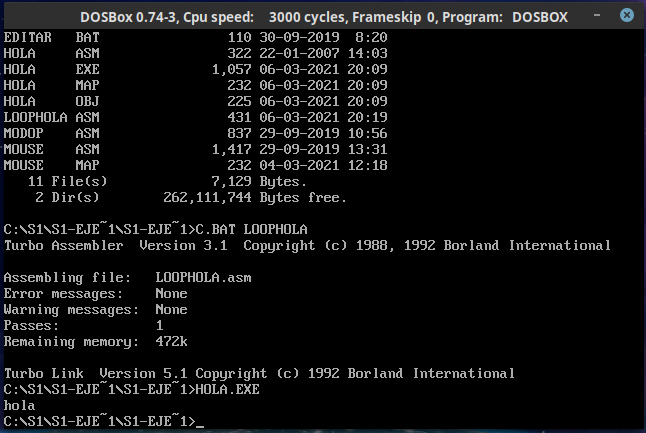 DOSBox 0.74-3, Cpu speed:    3000 cycles, Frameskip 0, Program:   DOSBOX
EDITAR   BAT               110 30-09-2019  8:20
HOLA     ASM               322 22-01-2007 14:03
HOLA     EXE             1,057 06-03-2021 20:09
HOLA     MAP               232 06-03-2021 20:09
HOLA     OBJ               225 06-03-2021 20:09
LOOPHOLA ASM               431 06-03-2021 20:19
MODOP    ASM               837 29-09-2019 10:56
MOUSE    ASM             1,417 29-09-2019 13:31
MOUSE    MAP               232 04-03-2021 12:18
   11 File(s)            7,129 Bytes.
    2 Dir(s)       262,111,744 Bytes free.
C:\S1\S1-EJE~1\S1-EJE~1>C.BAT LOOPHOLA
Turbo Assembler  Version 3.1  Copyright (c) 1988, 1992 Borland International
Assembling file:   LOOPHOLA.asm
Error messages:    None
Warning messages:  None
Passes:            1
Remaining memory:  472k
Turbo Link  Version 5.1 Copyright (c) 1992 Borland International
C:\S1\S1-EJE~1\S1-EJE~1>HOLA.EXE
hola
C:\S1\S1-EJE~1\S1-EJE~1>_